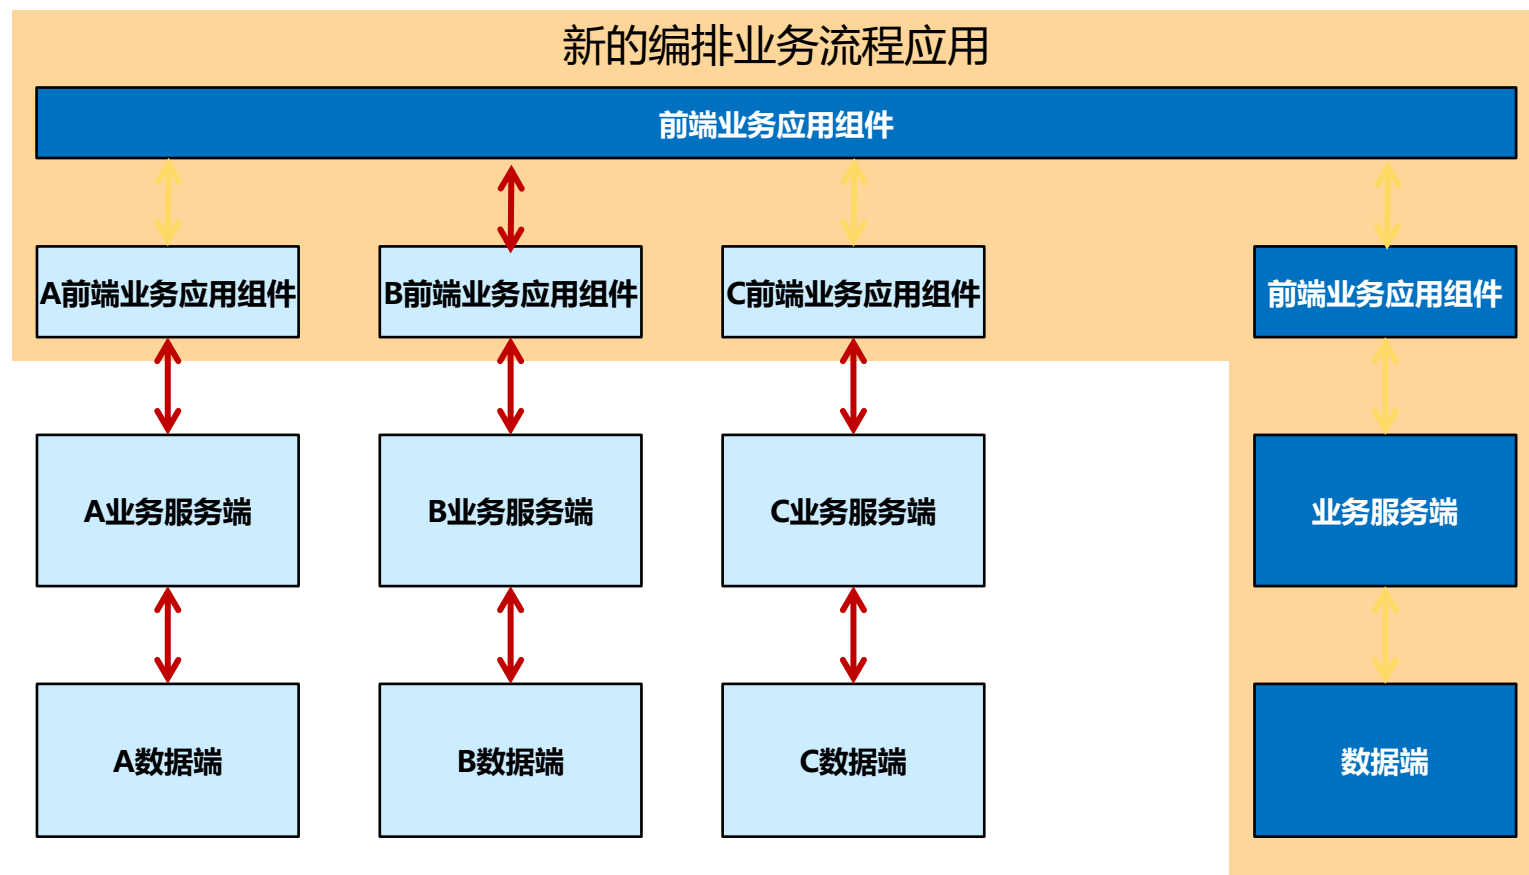 新的编排业务流程应用
前端业务应用组件
A前端业务应用组件
B前端业务应用组件
C前端业务应用组件
前端业务应用组件
A业务服务端
B业务服务端
C业务服务端
业务服务端
A数据端
B数据端
C数据端
数据端